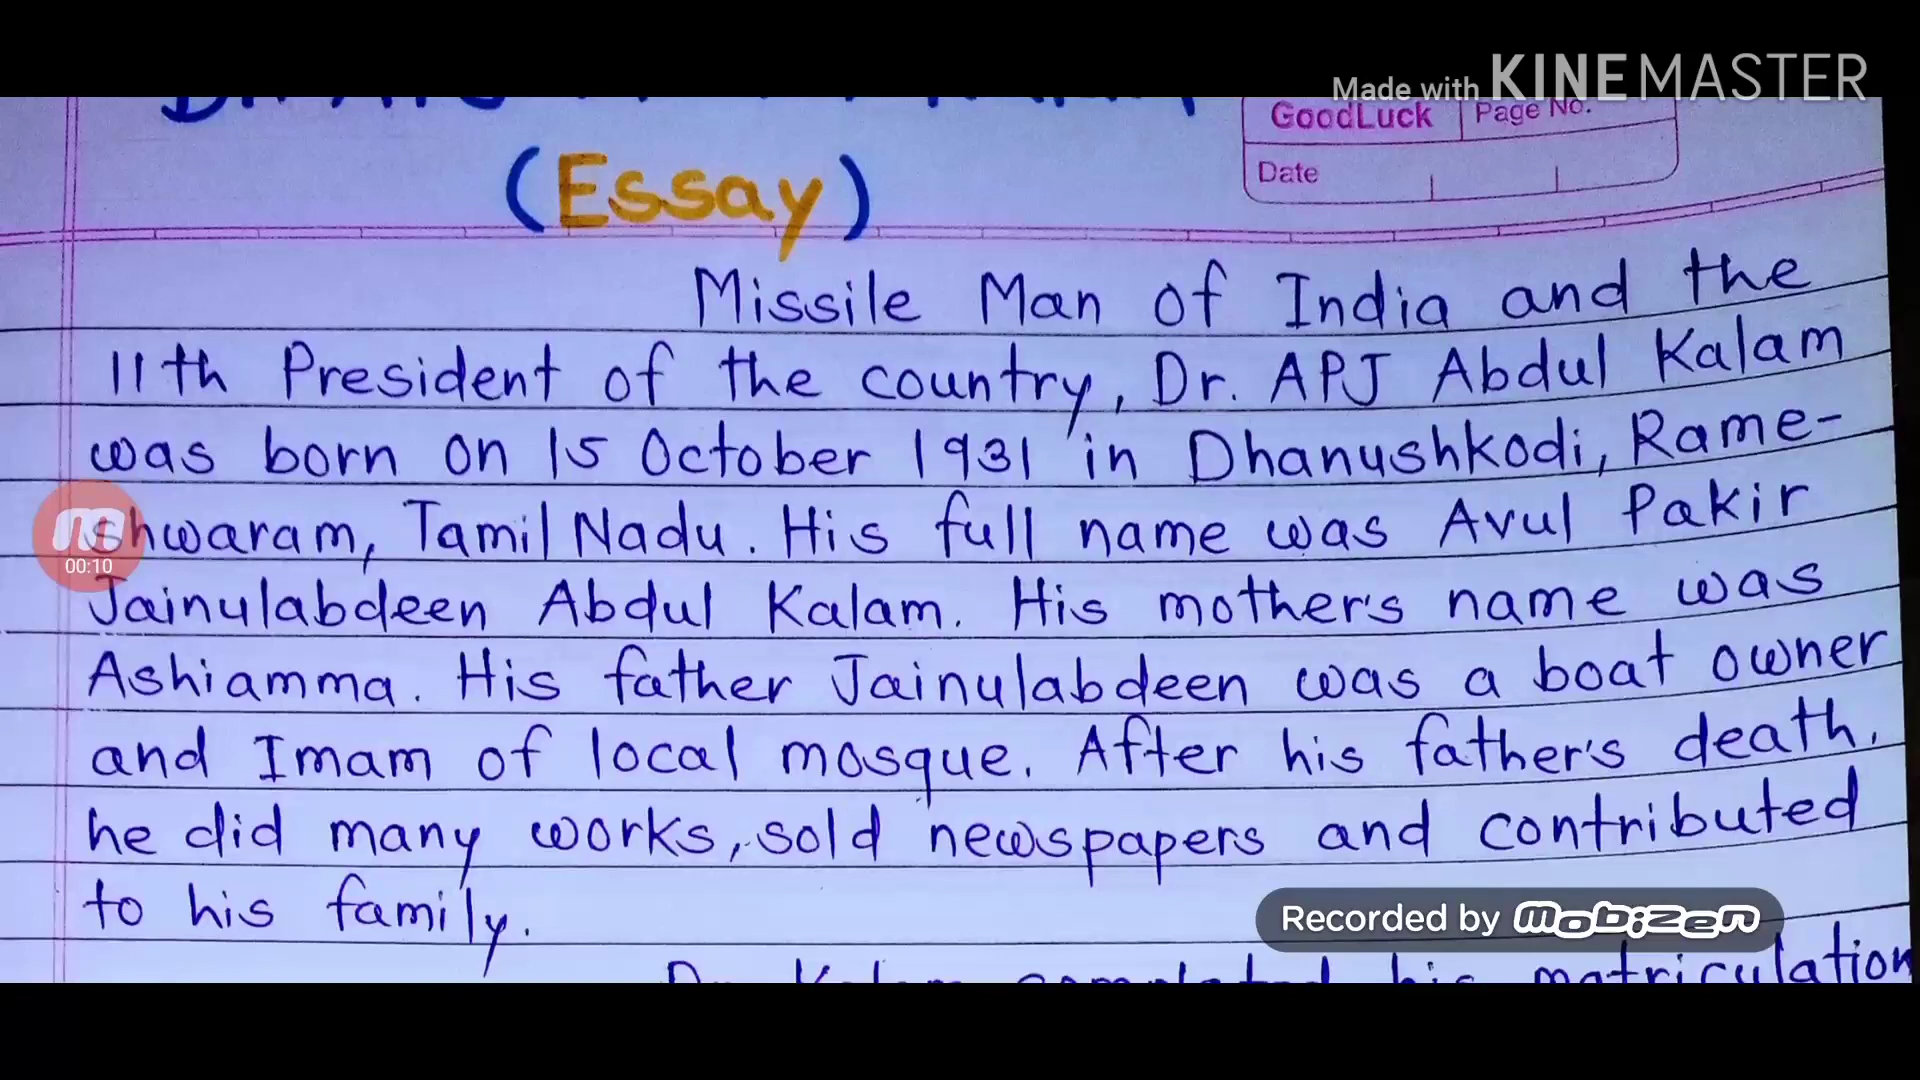 Made with KINEMASTER
GoodLuck Page No.
Date
(Essay)
Missile Man of India and the
11th President of the country, Dr. APJ Abdul Kalam
was born on 15 October 1931 in Dhanushkodi, Rame-
shwaram, Tamil Nadu. His full name was Avul Pakir
Jainulabdeen Abdul Kalam. His mother's name was
Ashiamma. His father Jainulabdeen was a boat owner
and Imam of local mosque. After his father's death,
he did many works, sold newspapers and contributed
to his family.
00:10
Recorded by mobizen
Kalam completed his matriculation